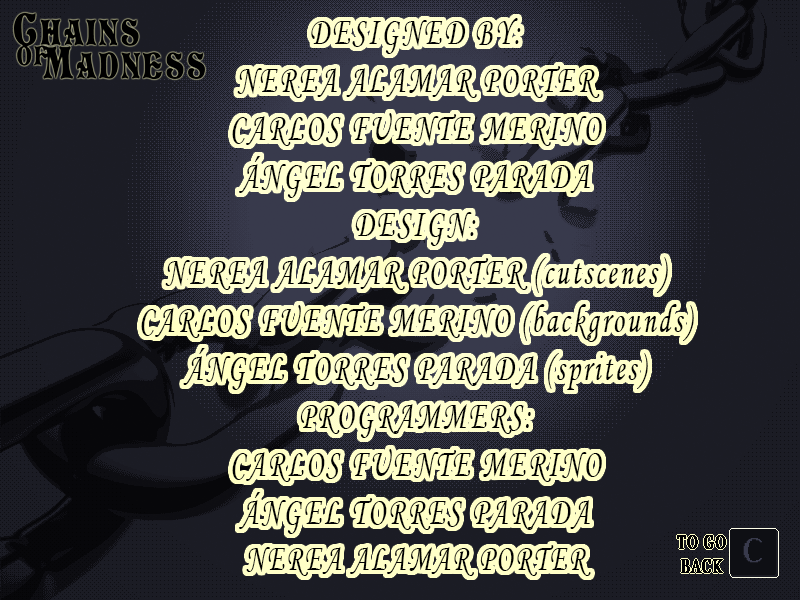 CHAINS
OF MADNESS
DESIGNED BY:
NEREA ALAMAR PORTER
CARLOS FUENTE MERINO
ÁNGEL TORRES PARADA
DESIGN:
NEREA ALAMAR PORTER (cutscenes)
CARLOS FUENTE MERINO (backgrounds)
ÁNGEL TORRES PARADA (sprites)
PROGRAMMERS:
CARLOS FUENTE MERINO
ÁNGEL TORRES PARADA
NEREA ALAMAR PORTER
TO GO
BACK
C